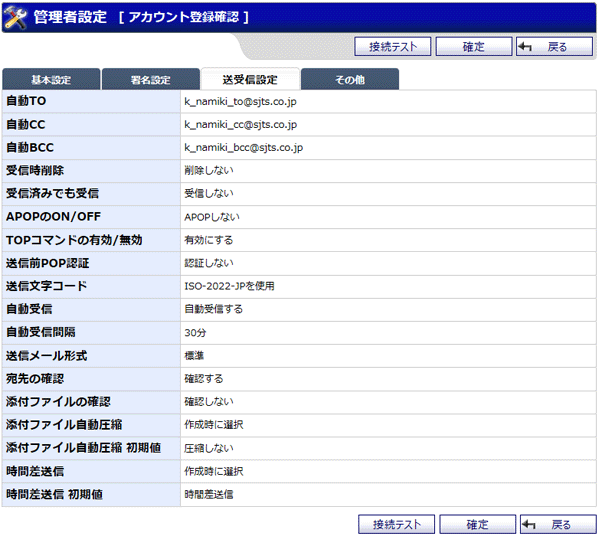 管理者設定 [ アカウント登録確認 ]
接続テスト 確定 戻る
基本設定 署名設定 送受信設定 その他
自動TO k_namiki_to@sjts.co.jp
自動CC k_namiki_cc@sjts.co.jp
自動BCC k_namiki_bcc@sjts.co.jp
受信時削除 削除しない
受信済みでも受信 受信しない
APOPのON/OFF APOPしない
TOPコマンドの有効/無効 有効にする
送信前POP認証 認証しない
送信文字コード ISO-2022-JPを使用
自動受信 自動受信する
自動受信間隔 30分
送信メール形式 標準
宛先の確認 確認する
添付ファイルの確認 確認しない
添付ファイル自動圧縮 作成時に選択
添付ファイル自動圧縮 初期値 圧縮しない
時間差送信 作成時に選択
時間差送信 初期値 時間差送信
接続テスト 確定 戻る